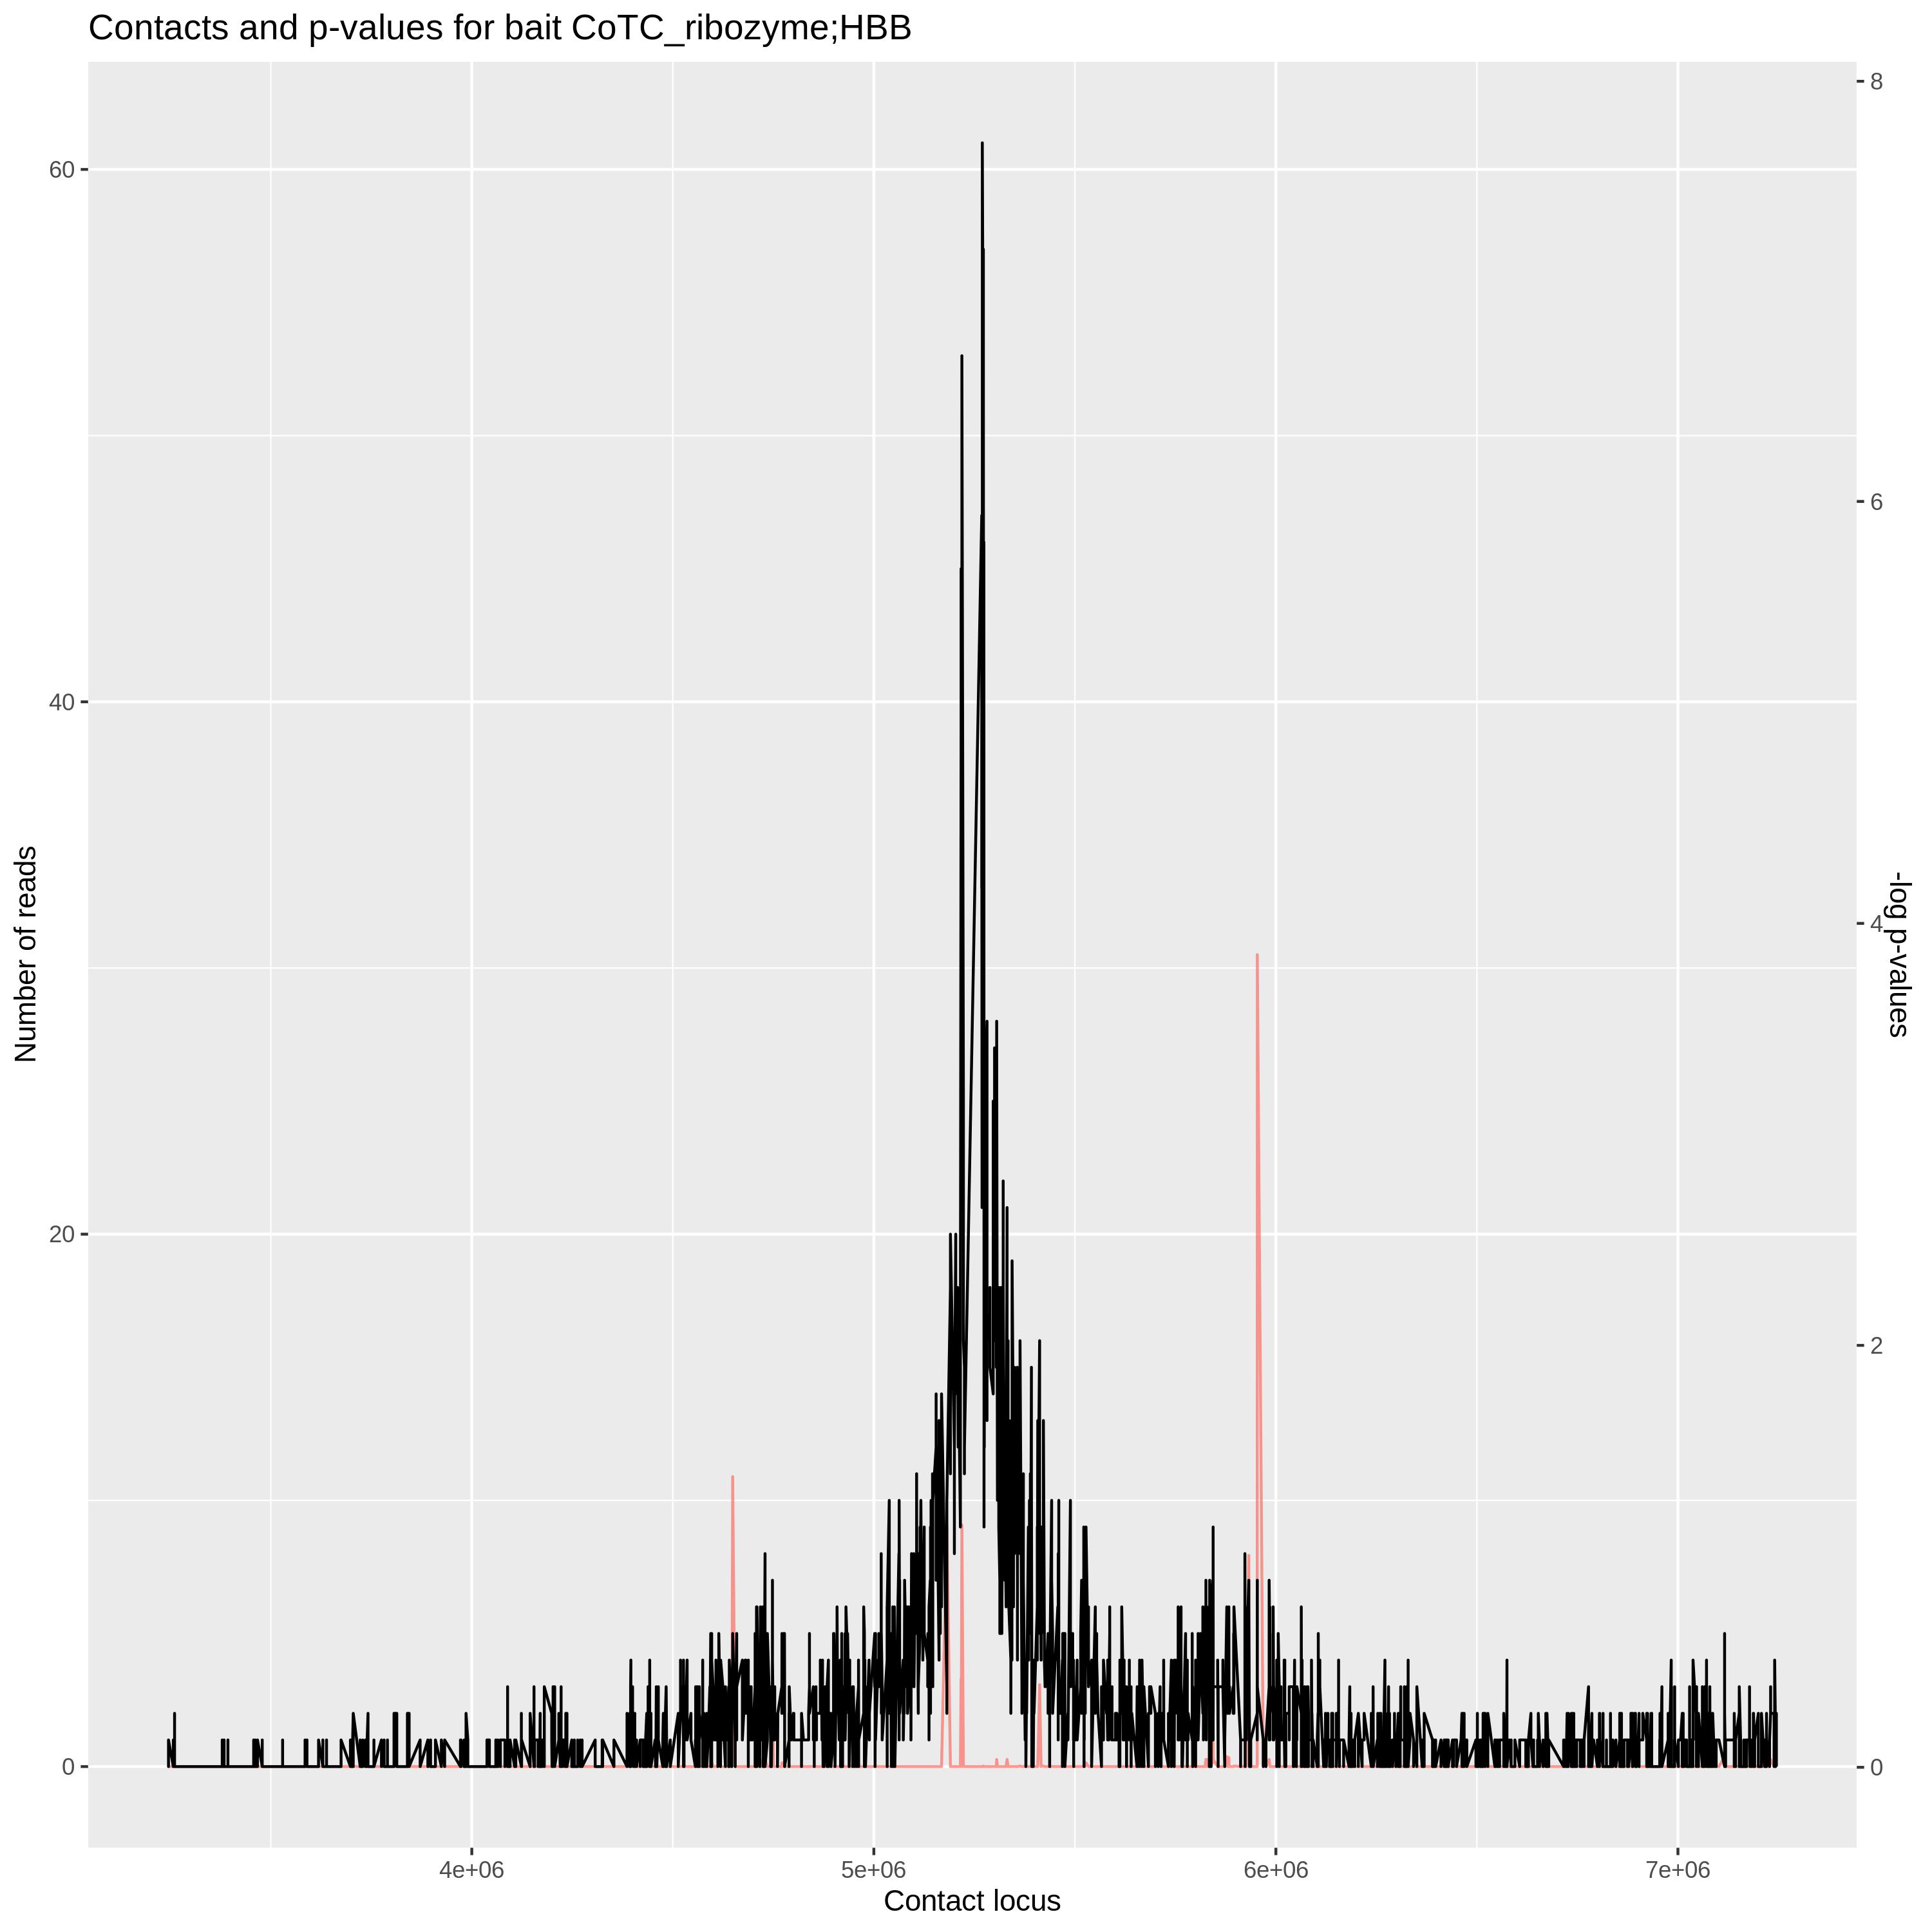 Contacts and p-values for bait CoTC_ribozyme;HBB
8
60
6
40
4
Number of reads
-log p-values
20
2
0
0
4e+06
5e+06
6e+06
7e+06
Contact locus